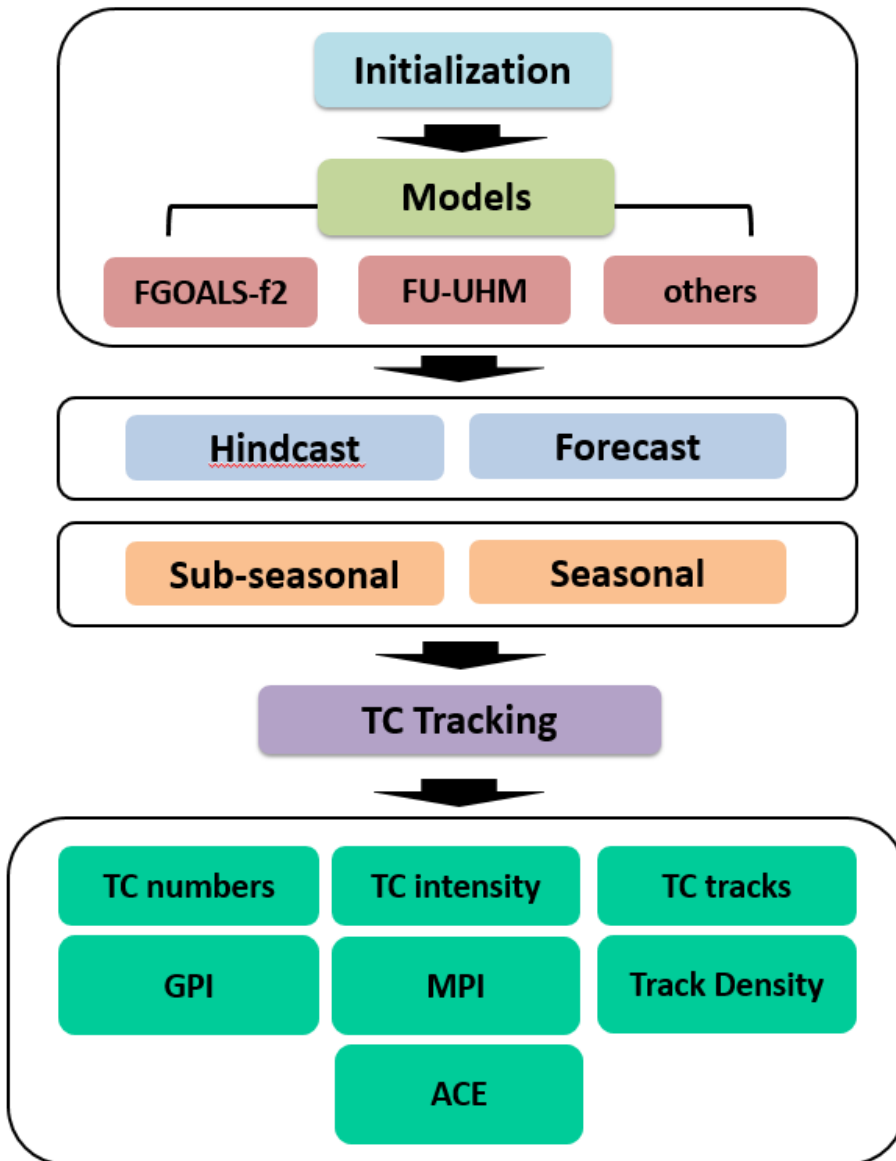 Initialization
Models
FGOALS-f2
FU-UHM
others
Hindcast
Forecast
Sub-seasonal
Seasonal
TC Tracking
TC numbers
TC intensity
TC tracks
GPI
MPI
Track Density
ACE